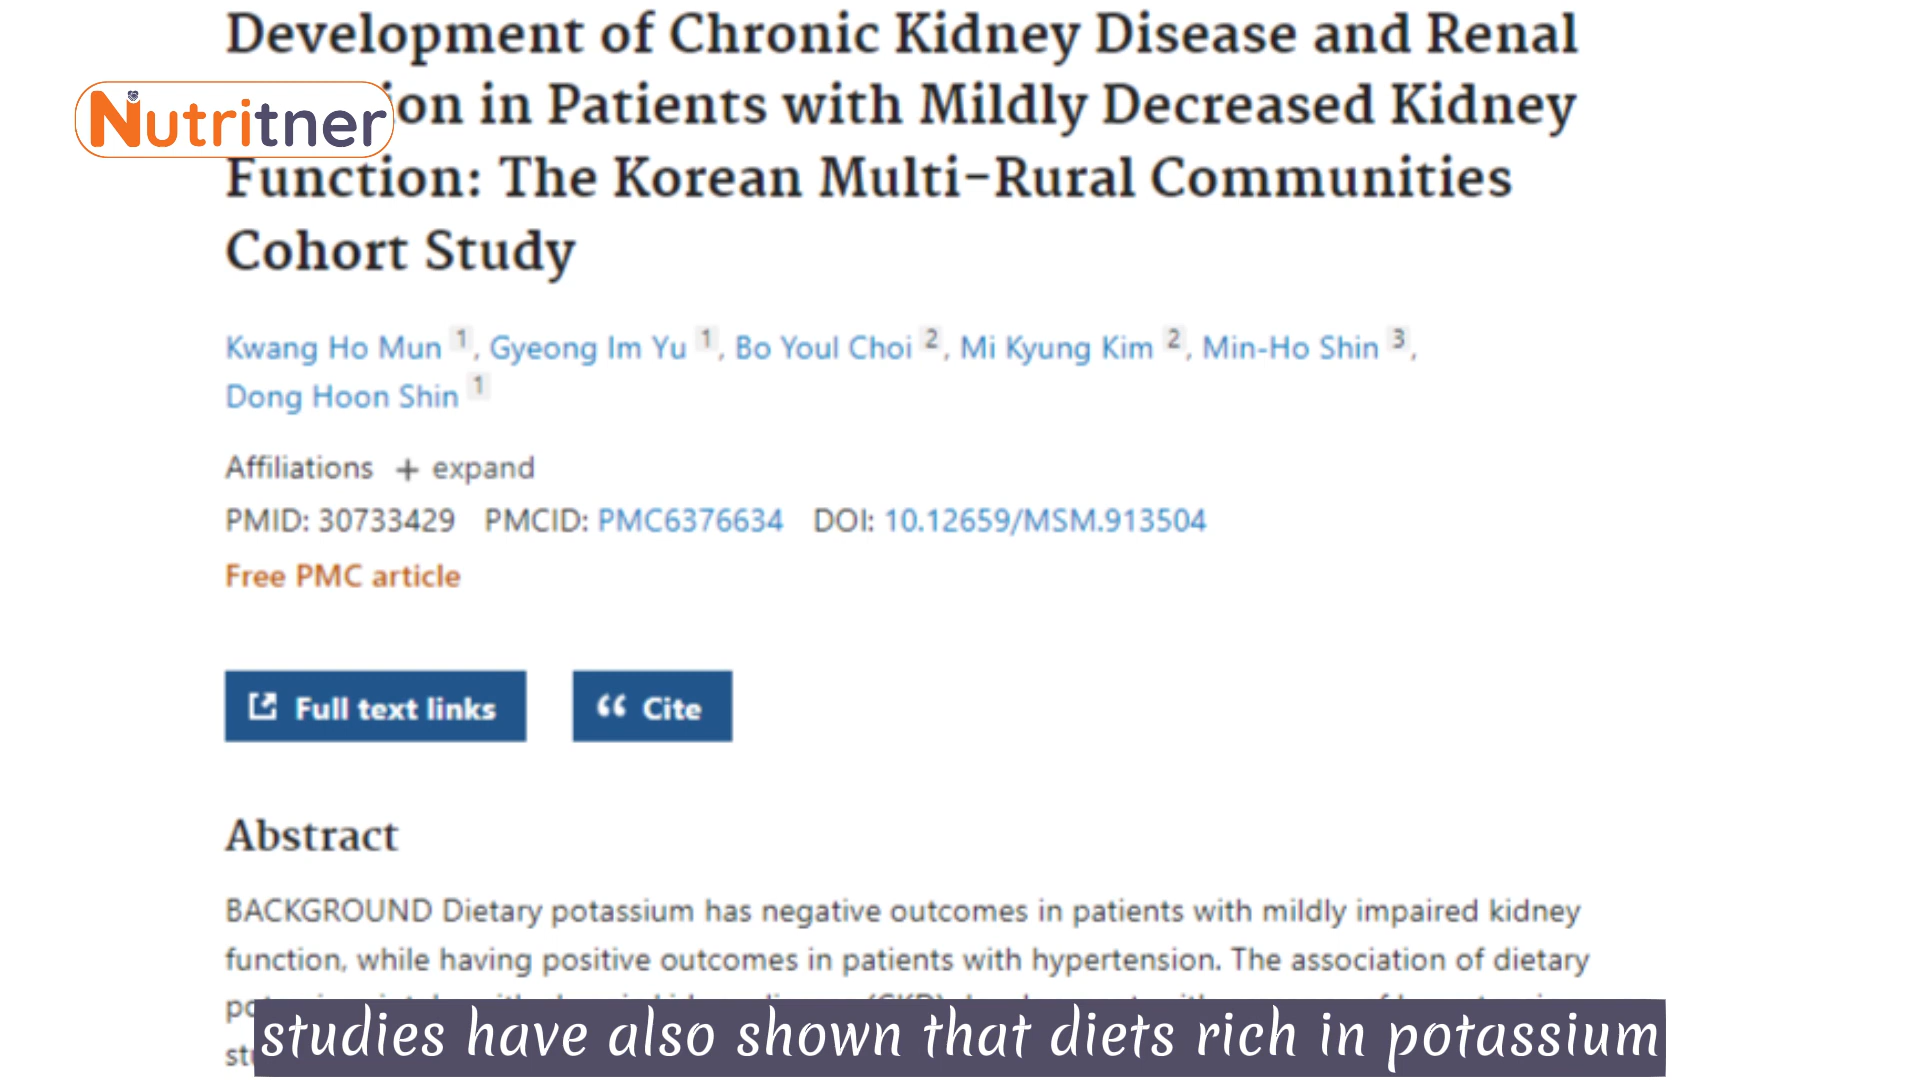 Development of Chronic Kidney Disease and Renal
Nutritner
on in Patients with Mildly Decreased Kidney
Function: The Korean Multi-Rural Communities
Cohort Study
Kwang Ho Mun 1, Gyeong Im Yu 1, Bo Youl Choi 2, Mi Kyung Kim 2, Min-Ho Shin 3,
Dong Hoon Shin 1
Affiliations + expand
PMID: 30733429 PMCID: PMC6376634 DOI: 10.12659/MSM.913504
Free PMC article
Full text links
“ Cite
Abstract
BACKGROUND Dietary potassium has negative outcomes in patients with mildly impaired kidney
function, while having positive outcomes in patients with hypertension. The association of dietary
studies have also shown that diets rich in potassium